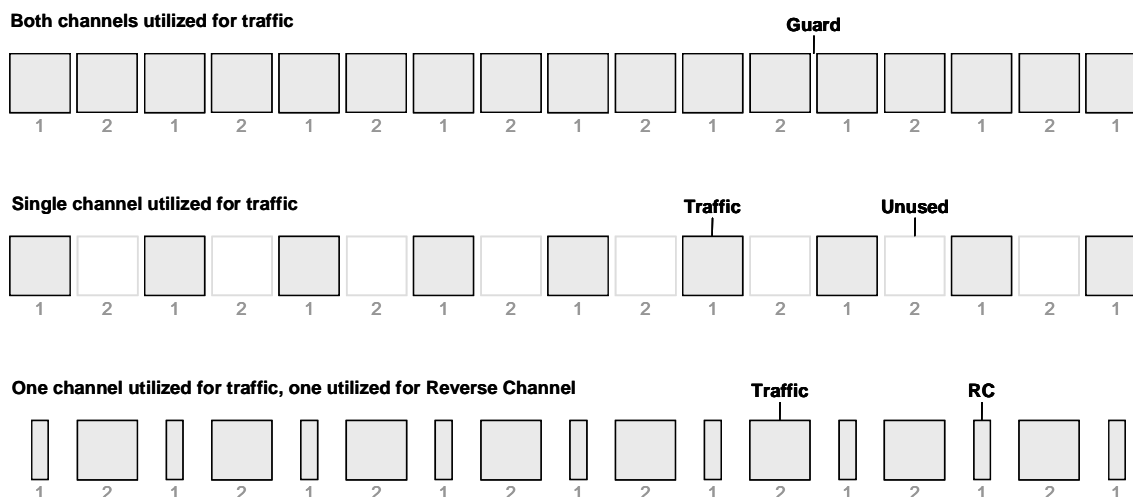 Both channels utilized for traffic
Guard
1 2 1 2 1 2 1 2 1 2 1 2 1 2 1 2 1
Single channel utilized for traffic
Traffic Unused
1 2 1 2 1 2 1 2 1 2 1 2 1 2 1 2 1
One channel utilized for traffic, one utilized for Reverse Channel
Traffic RC
1 2 1 2 1 2 1 2 1 2 1 2 1 2 1 2 1